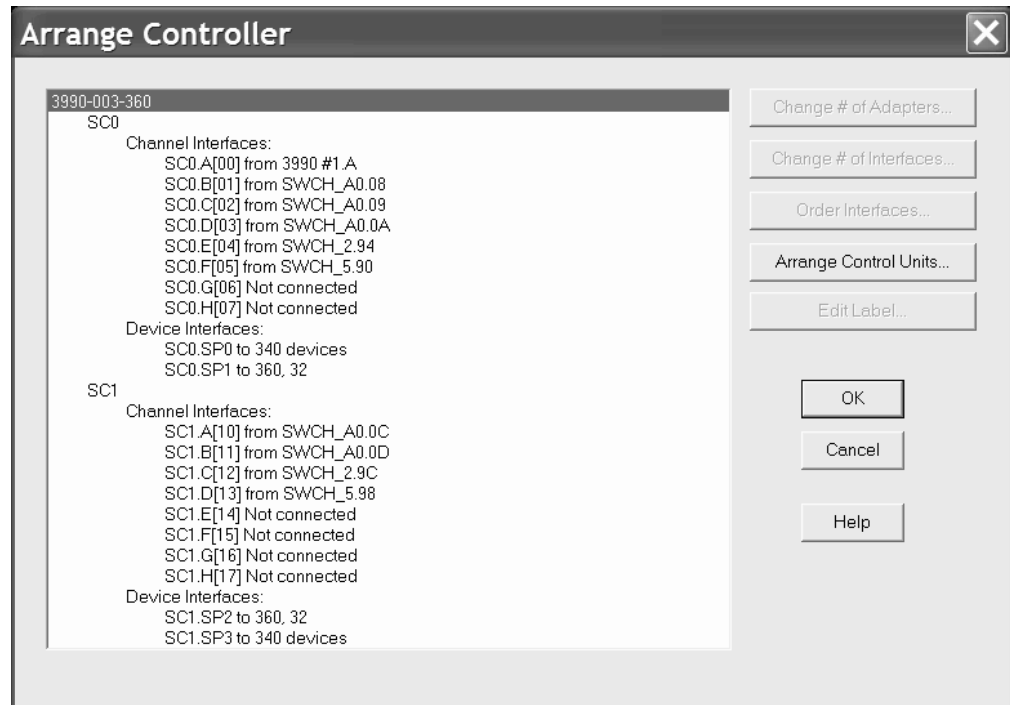 Arrange Controller
3990-003-360
SC0
Channel Interfaces:
SC0.A[00] from 3990 #1.A
SC0.B[01] from SWCH_A0.08
SC0.C[02] from SWCH_A0.09
SC0.D[03] from SWCH_A0.0A
SC0.E[04] from SWCH_2.94
SC0.F[05] from SWCH_5.90
SC0.G[06] Not connected
SC0.H[07] Not connected
Device Interfaces:
SC0.SP0 to 340 devices
SC0.SP1 to 360, 32
SC1
Channel Interfaces:
SC1.A[10] from SWCH_A0.0C
SC1.B[11] from SWCH_A0.0D
SC1.C[12] from SWCH_2.9C
SC1.D[13] from SWCH_5.98
SC1.E[14] Not connected
SC1.F[15] Not connected
SC1.G[16] Not connected
SC1.H[17] Not connected
Device Interfaces:
SC1.SP2 to 360, 32
SC1.SP3 to 340 devices
Change # of Adapters...
Change # of Interfaces...
Order Interfaces...
Arrange Control Units...
Edit Label...
OK
Cancel
Help